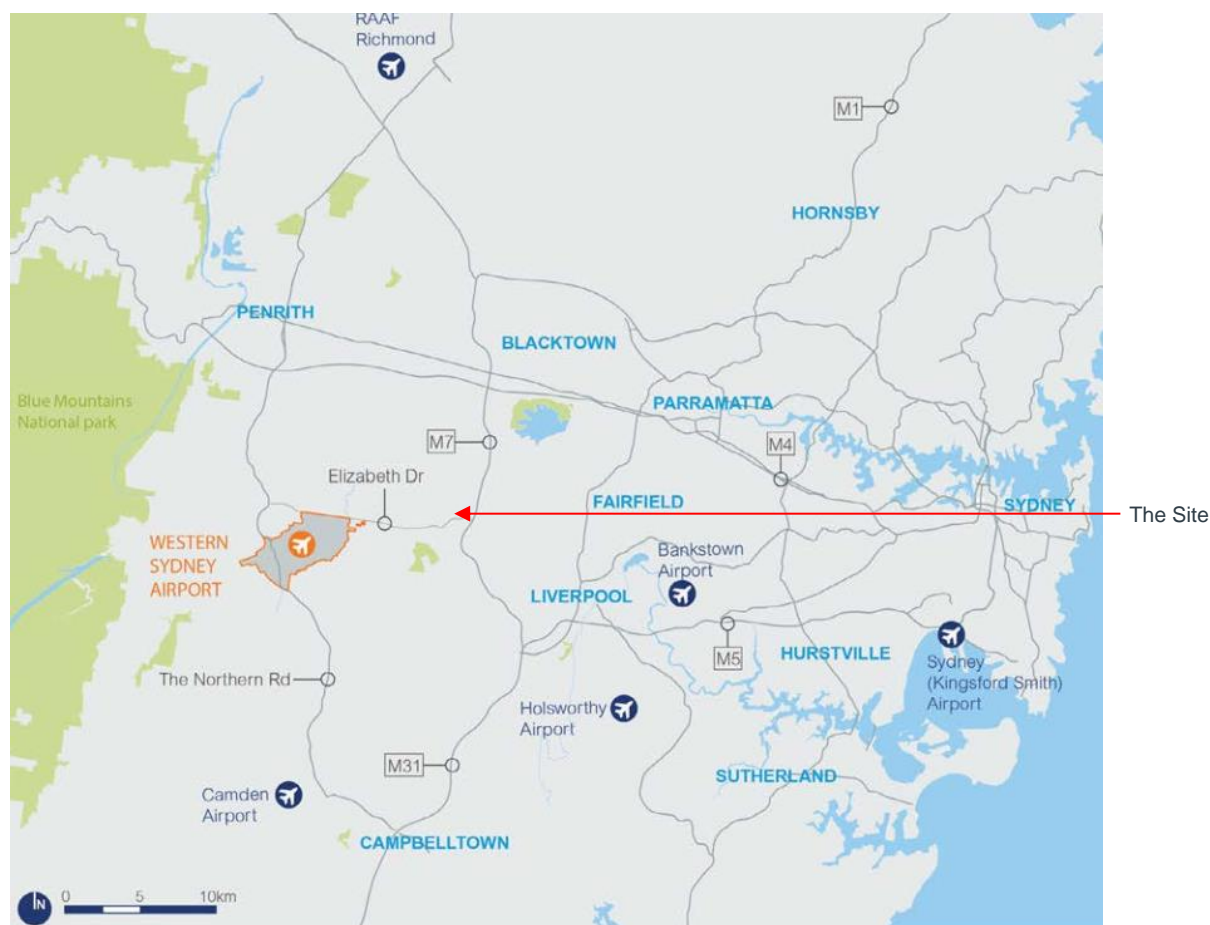 RAAF
Richmond
M1
HORNSBY
PENRITH
BLACKTOWN
Blue Mountains
National park
PARRAMATTA
M7
M4
Elizabeth Dr
FAIRFIELD
SYDNEY
The Site
WESTERN
SYDNEY
AIRPORT
Bankstown
Airport
LIVERPOOL
M5
HURSTVILLE
Sydney
(Kingsford Smith)
Airport
The Northern Rd
Holsworthy
Airport
M31
SUTHERLAND
Camden
Airport
CAMPBELLTOWN
N
0 5 10km